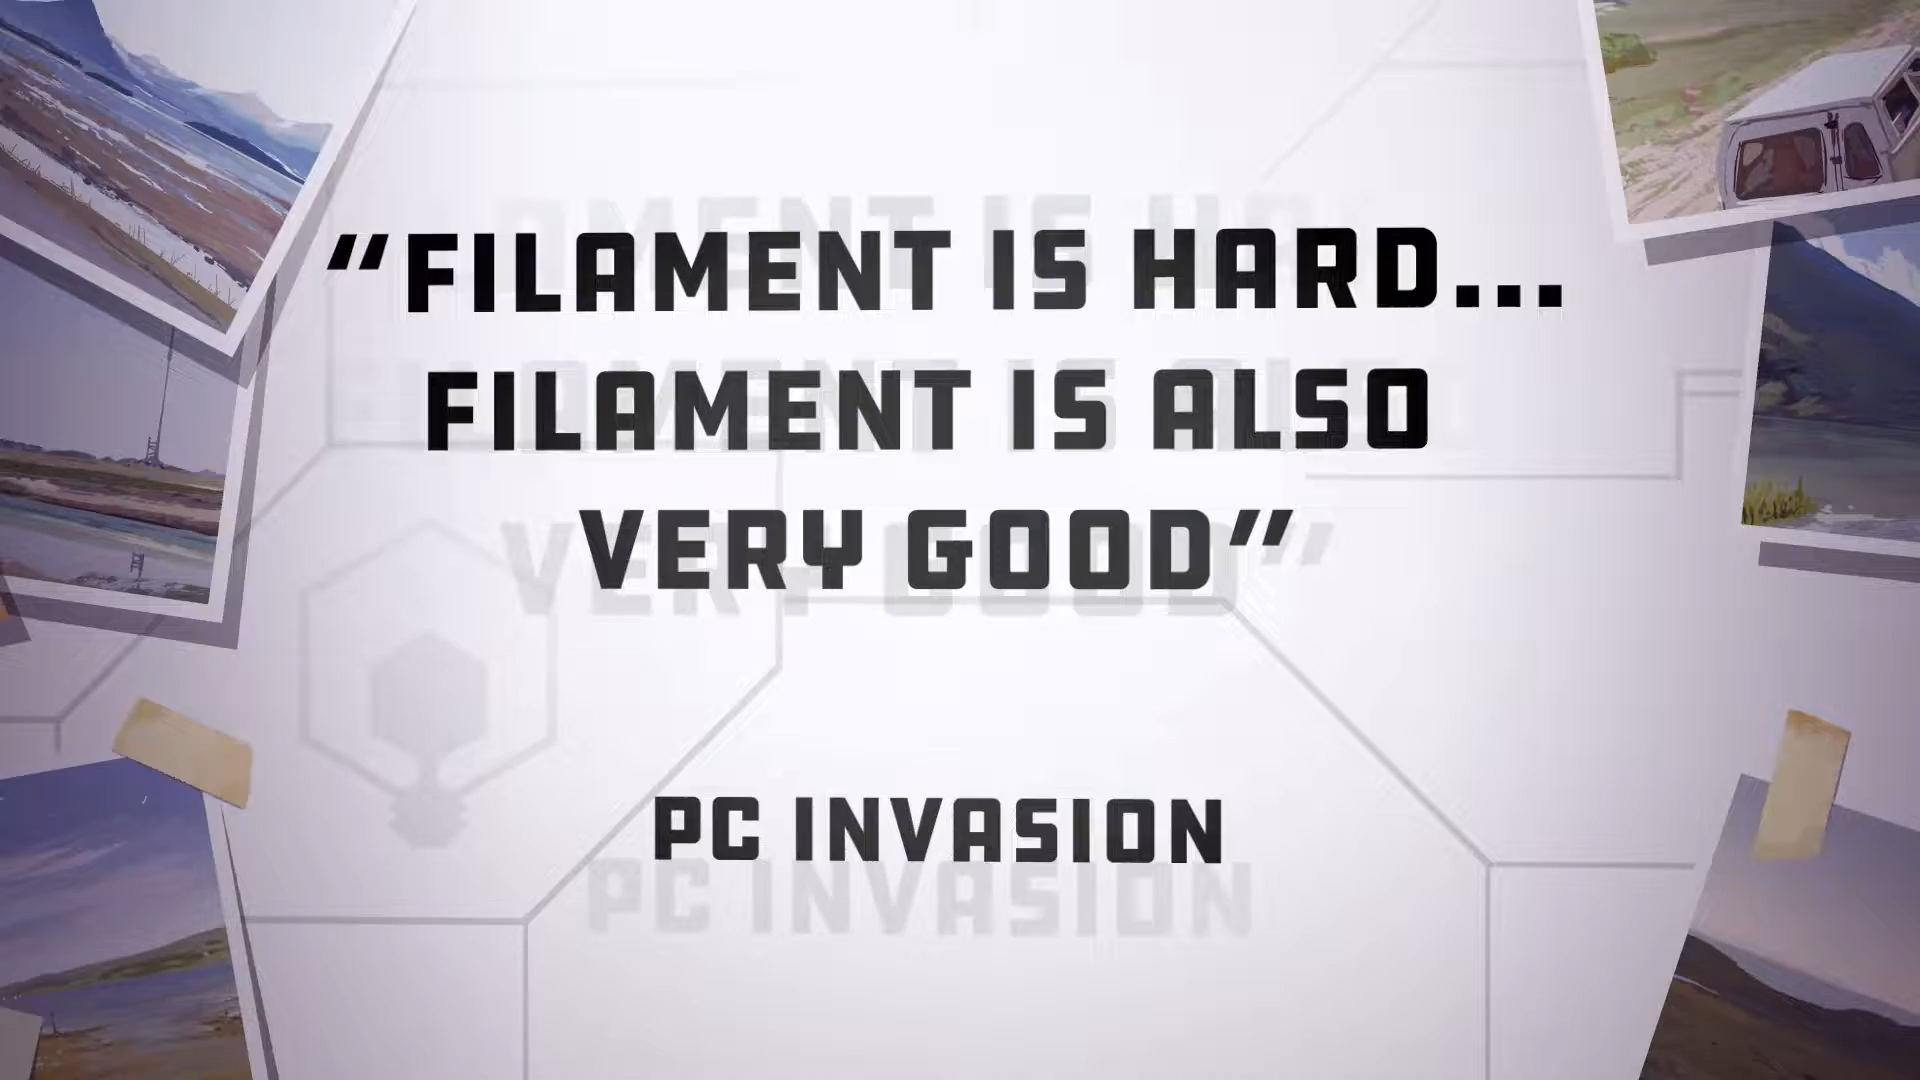 “FILAMENT IS HARD...
FILAMENT IS ALSO
VERY GOOD”
PC INVASION